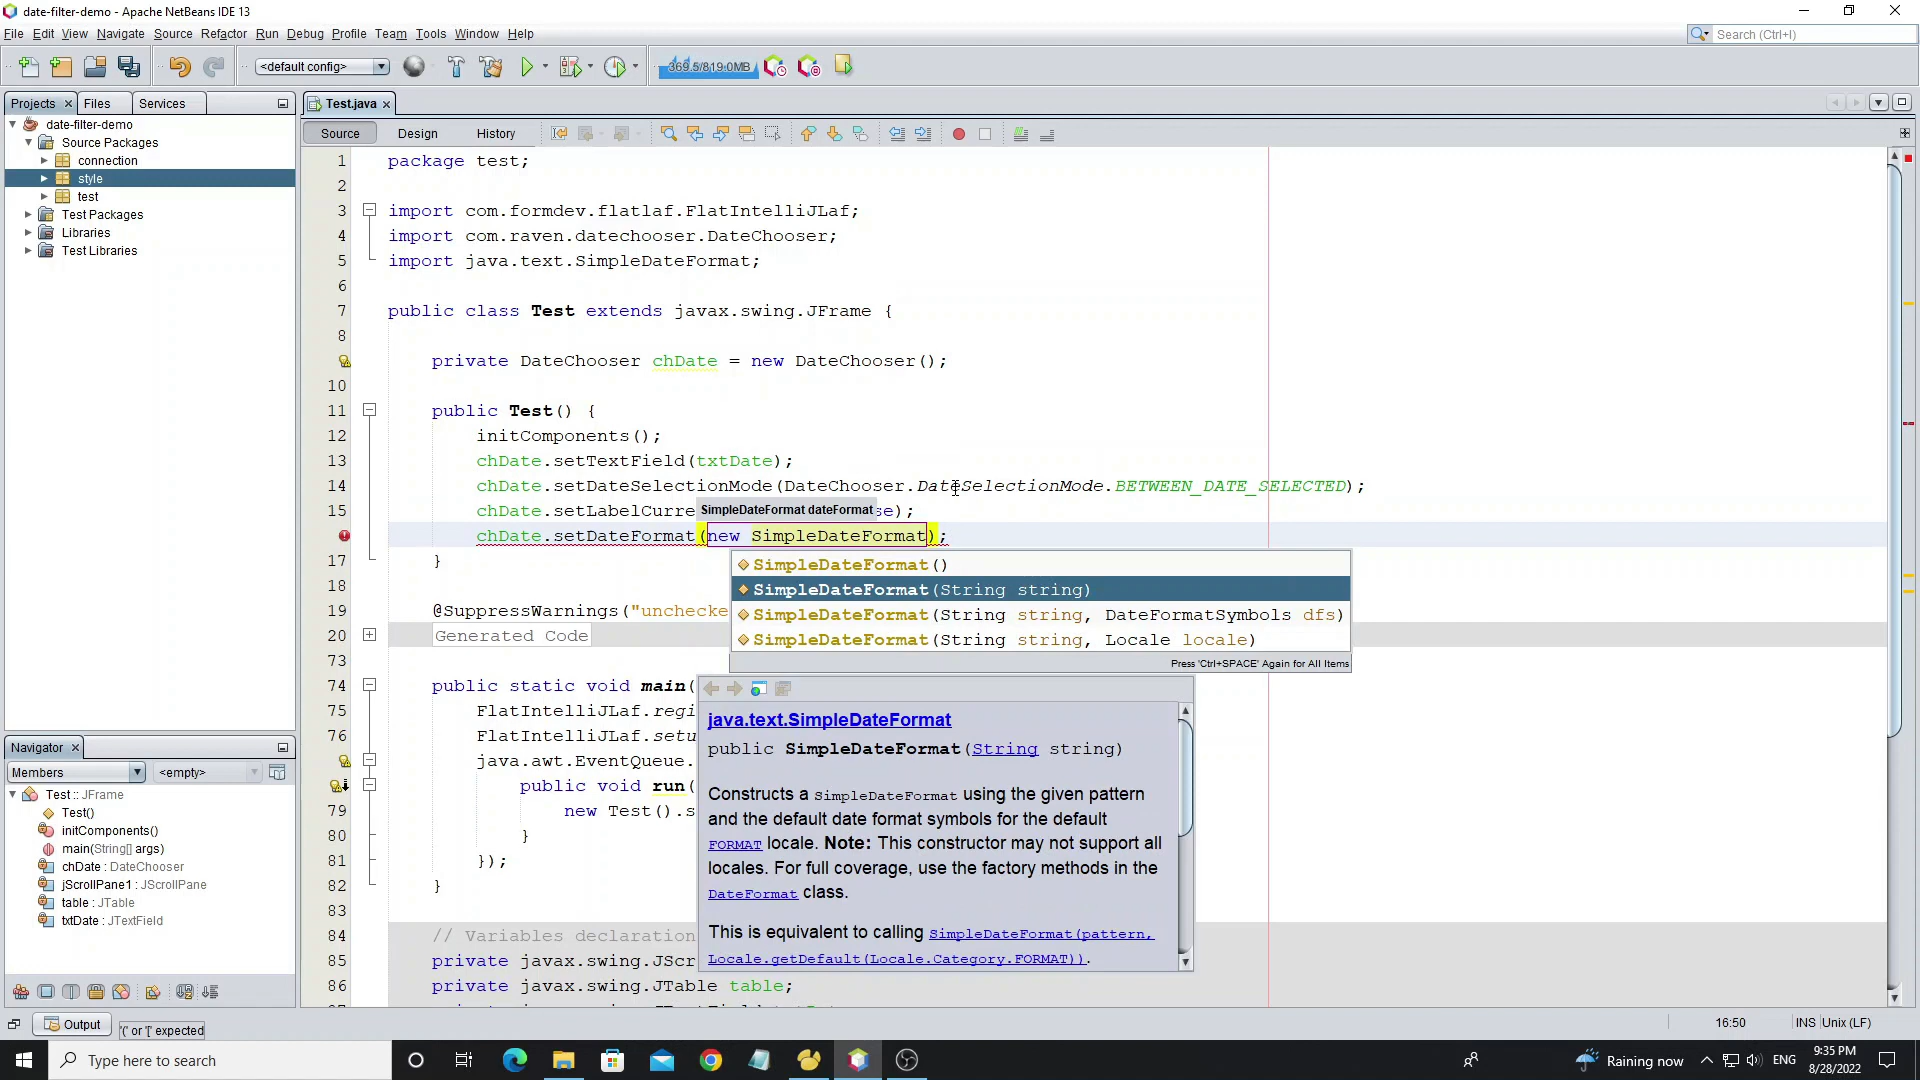 date-filter-demo - Apache NetBeans IDE 13
File Edit View Navigate Source Refactor Run Debug Profile Team Tools Window Help
Search (Ctrl+I)
<default config>
369.5/819.0MB
Projects Files Services
Test.java
date-filter-demo
Source Packages
connection
style
test
Test Packages
Libraries
Test Libraries
Source Design History
1 package test;
2
3 import com.formdev.flatlaf.FlatIntelliJLaf;
4 import com.raven.datechooser.DateChooser;
5 import java.text.SimpleDateFormat;
6
7 public class Test extends javax.swing.JFrame {
8
private DateChooser chDate = new DateChooser();
10
11 public Test() {
12 initComponents();
13 chDate.setTextField(txtDate);
14 chDate.setDateSelectionMode(DateChooser.DateSelectionMode.BETWEEN_DATE_SELECTED);
15 chDate.setLabelCurre se);
SimpleDateFormat dateFormat
chDate.setDateFormat(new SimpleDateFormat);
17 }
18
19 @SuppressWarnings("unchecke
20 Generated Code
73
74 public static void main(
75 FlatIntelliJLaf.regi
76 FlatIntelliJLaf.setu
java.awt.EventQueue.
public void run(
79 new Test().s
80 }
81 });
82 }
83
84 // Variables declaration
85 private javax.swing.JScr
86 private javax.swing.JTable table;
SimpleDateFormat()
SimpleDateFormat(String string)
SimpleDateFormat(String string, DateFormatSymbols dfs)
SimpleDateFormat(String string, Locale locale)
Press 'Ctrl+SPACE' Again for All Items
java.text.SimpleDateFormat
public SimpleDateFormat(String string)
Constructs a SimpleDateFormat using the given pattern
and the default date format symbols for the default
FORMAT locale. Note: This constructor may not support all
locales. For full coverage, use the factory methods in the
DateFormat class.
This is equivalent to calling SimpleDateFormat(pattern,
Locale.getDefault(Locale.Category.FORMAT)).
Navigator
Members <empty>
Test :: JFrame
Test()
initComponents()
main(String[] args)
chDate : DateChooser
jScrollPane1 : JScrollPane
table : JTable
txtDate : JTextField
Output
'(' or '[' expected
16:50 INS Unix (LF)
Type here to search
Raining now
ENG
9:35 PM
8/28/2022